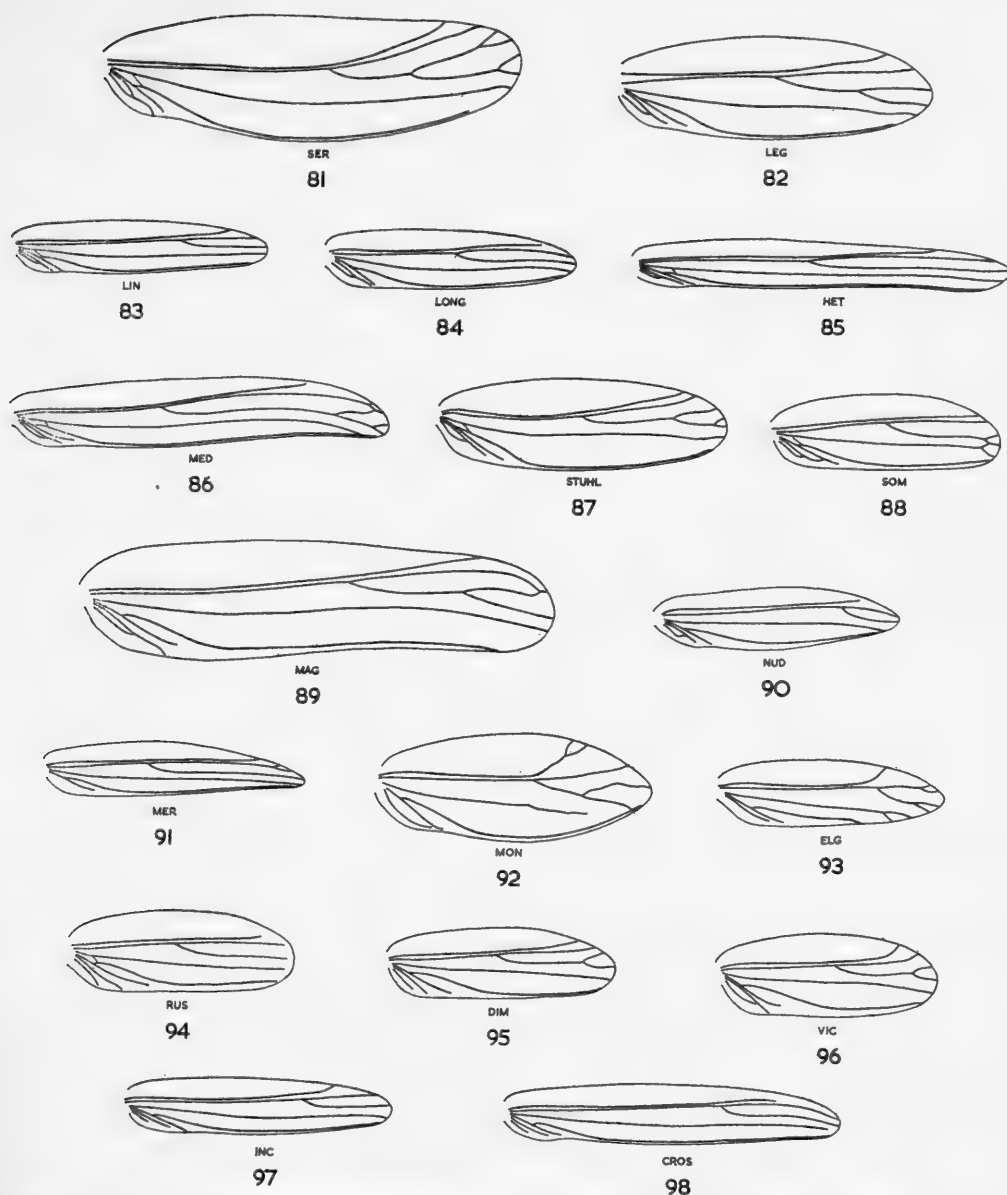 SER
81
LEG
82
LIN
83
LONG
84
HET
85
MED
86
STUHL
87
SOM
88
MAG
89
NUD
90
MER
91
MON
92
ELG
93
RUS
94
DIM
95
VIC
96
INC
97
CROS
98